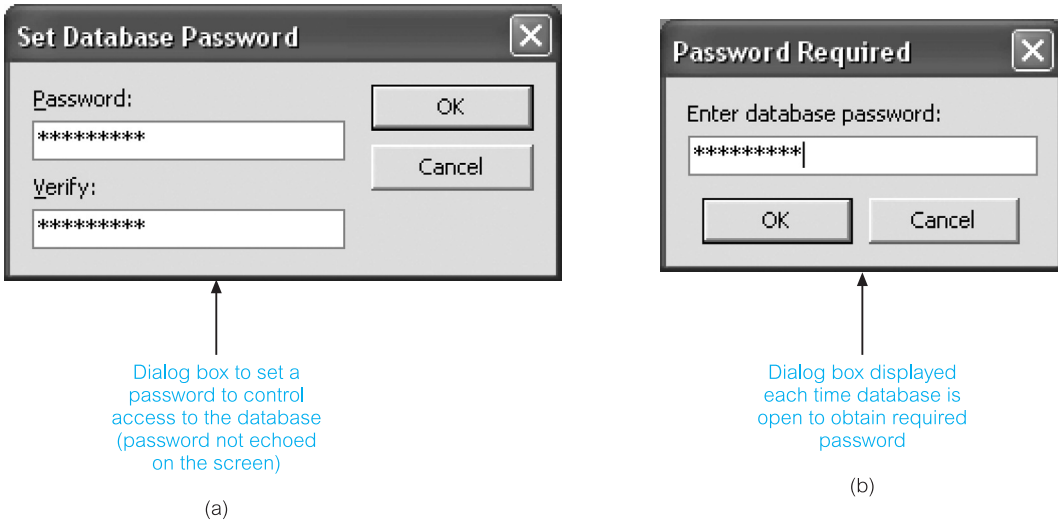 Set Database Password
Password:
*********
OK
Cancel
Verify:
*********
Dialog box to set a
password to control
access to the database
(password not echoed
on the screen)
(a)
Password Required
Enter database password:
*********
OK
Cancel
Dialog box displayed
each time database is
open to obtain required
password
(b)